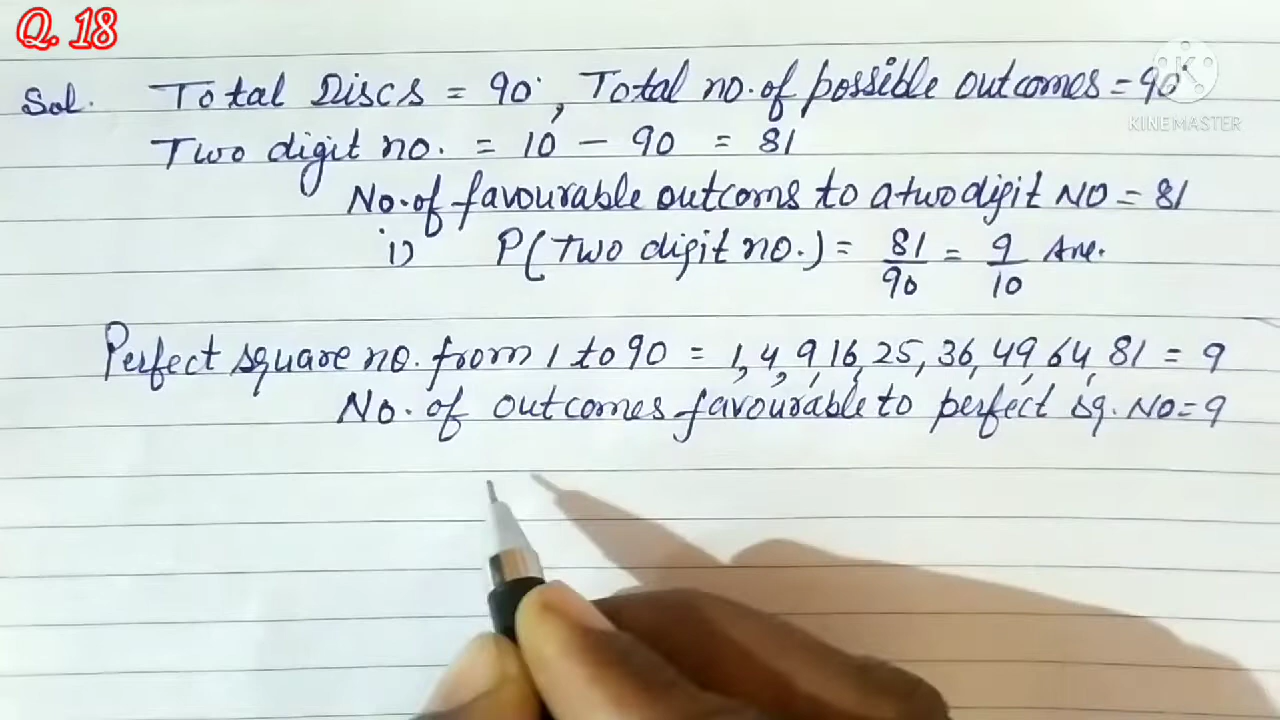 Q. 18
Sol. Total Discs = 90, Total no. of possible outcomes = 90
KINEMASTER
Two digit no. = 10 - 90 = 81
No. of favourable outcoms to a two digit NO = 81
i) P(Two digit no.) = 81/90 = 9/10 Ans.
Perfect square no. from 1 to 90 = 1, 4, 9, 16, 25, 36, 49, 64, 81 = 9
No. of outcomes favourable to perfect sq. No = 9